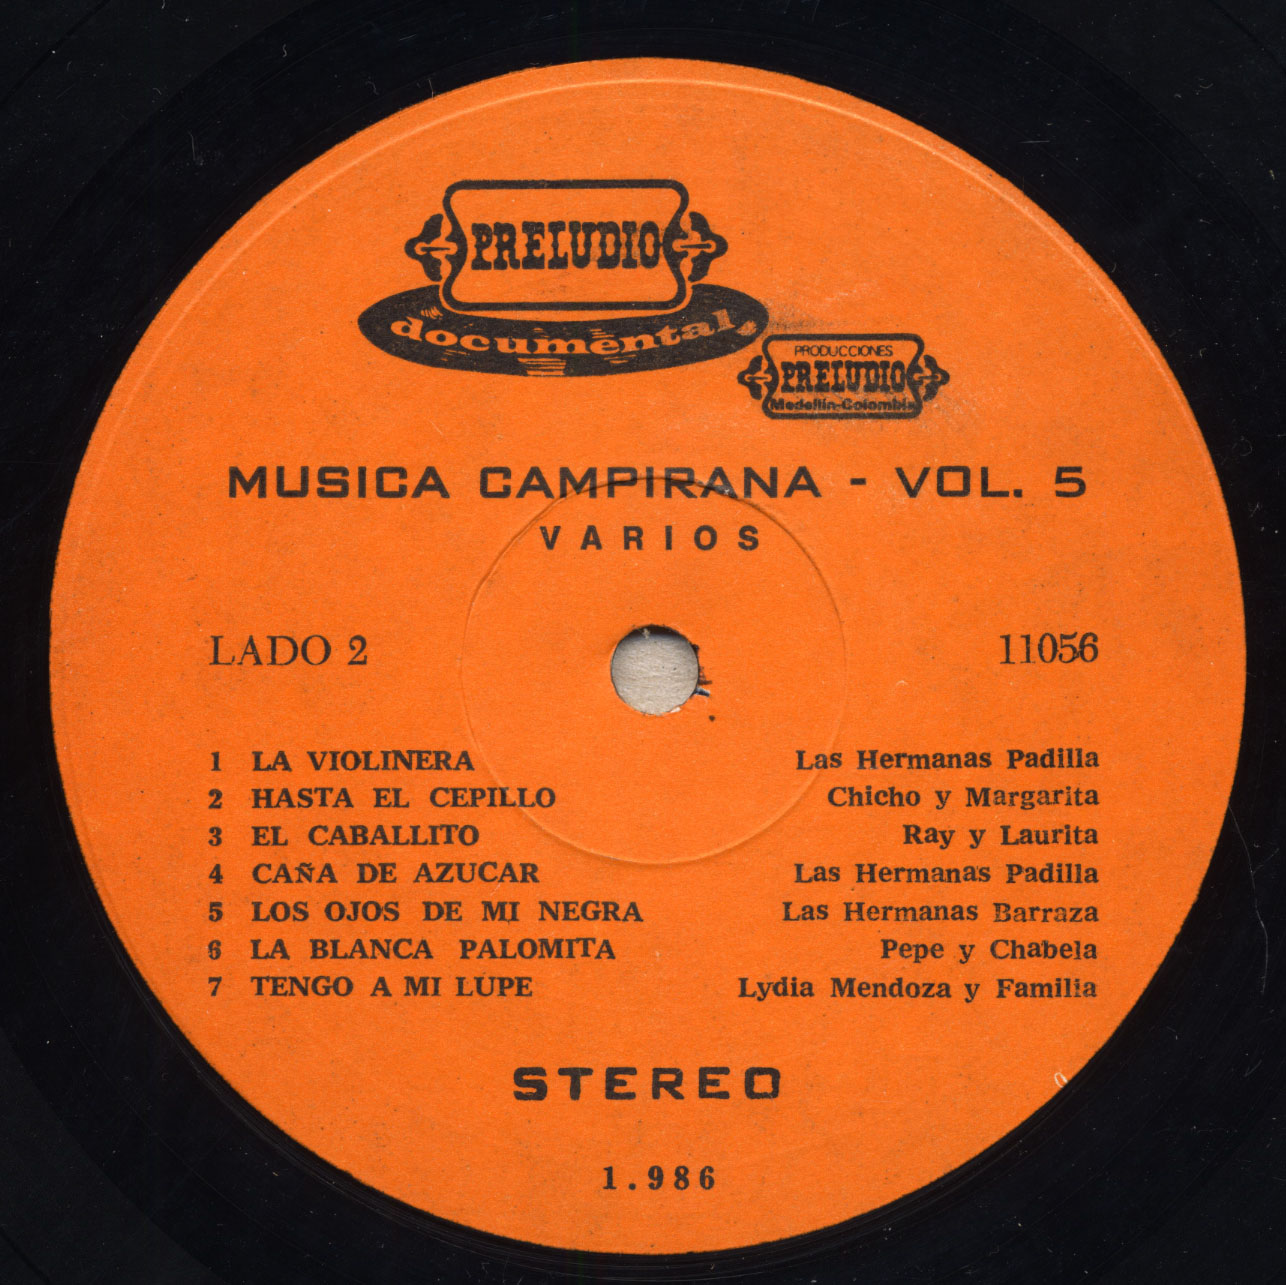 PRELUDIO
documental
PRODUCCIONES
PRELUDIO
Medellín-Colombia
MUSICA CAMPIRANA - VOL. 5
VARIOS
LADO 2 11056
1 LA VIOLINERA Las Hermanas Padilla
2 HASTA EL CEPILLO Chicho y Margarita
3 EL CABALLITO Ray y Laurita
4 CAÑA DE AZUCAR Las Hermanas Padilla
5 LOS OJOS DE MI NEGRA Las Hermanas Barraza
6 LA BLANCA PALOMITA Pepe y Chabela
7 TENGO A MI LUPE Lydia Mendoza y Familia
STEREO
1.986